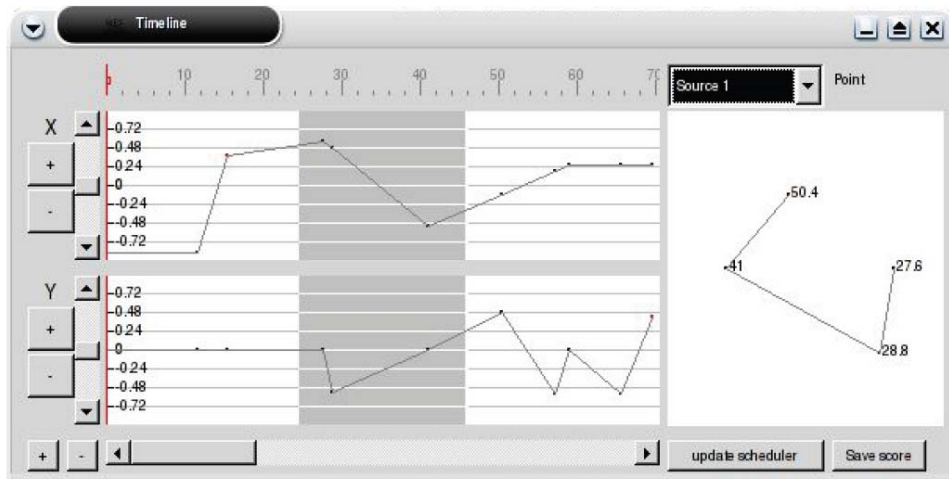 Timeline
10 20 30 40 50 60 70
Source 1
Point
X
+
-
0.72
0.48
0.24
0
-0.24
-0.48
-0.72
Y
+
-
0.72
0.48
0.24
0
-0.24
-0.48
-0.72
50.4
41
27.6
28.8
+ -
update scheduler
Save score